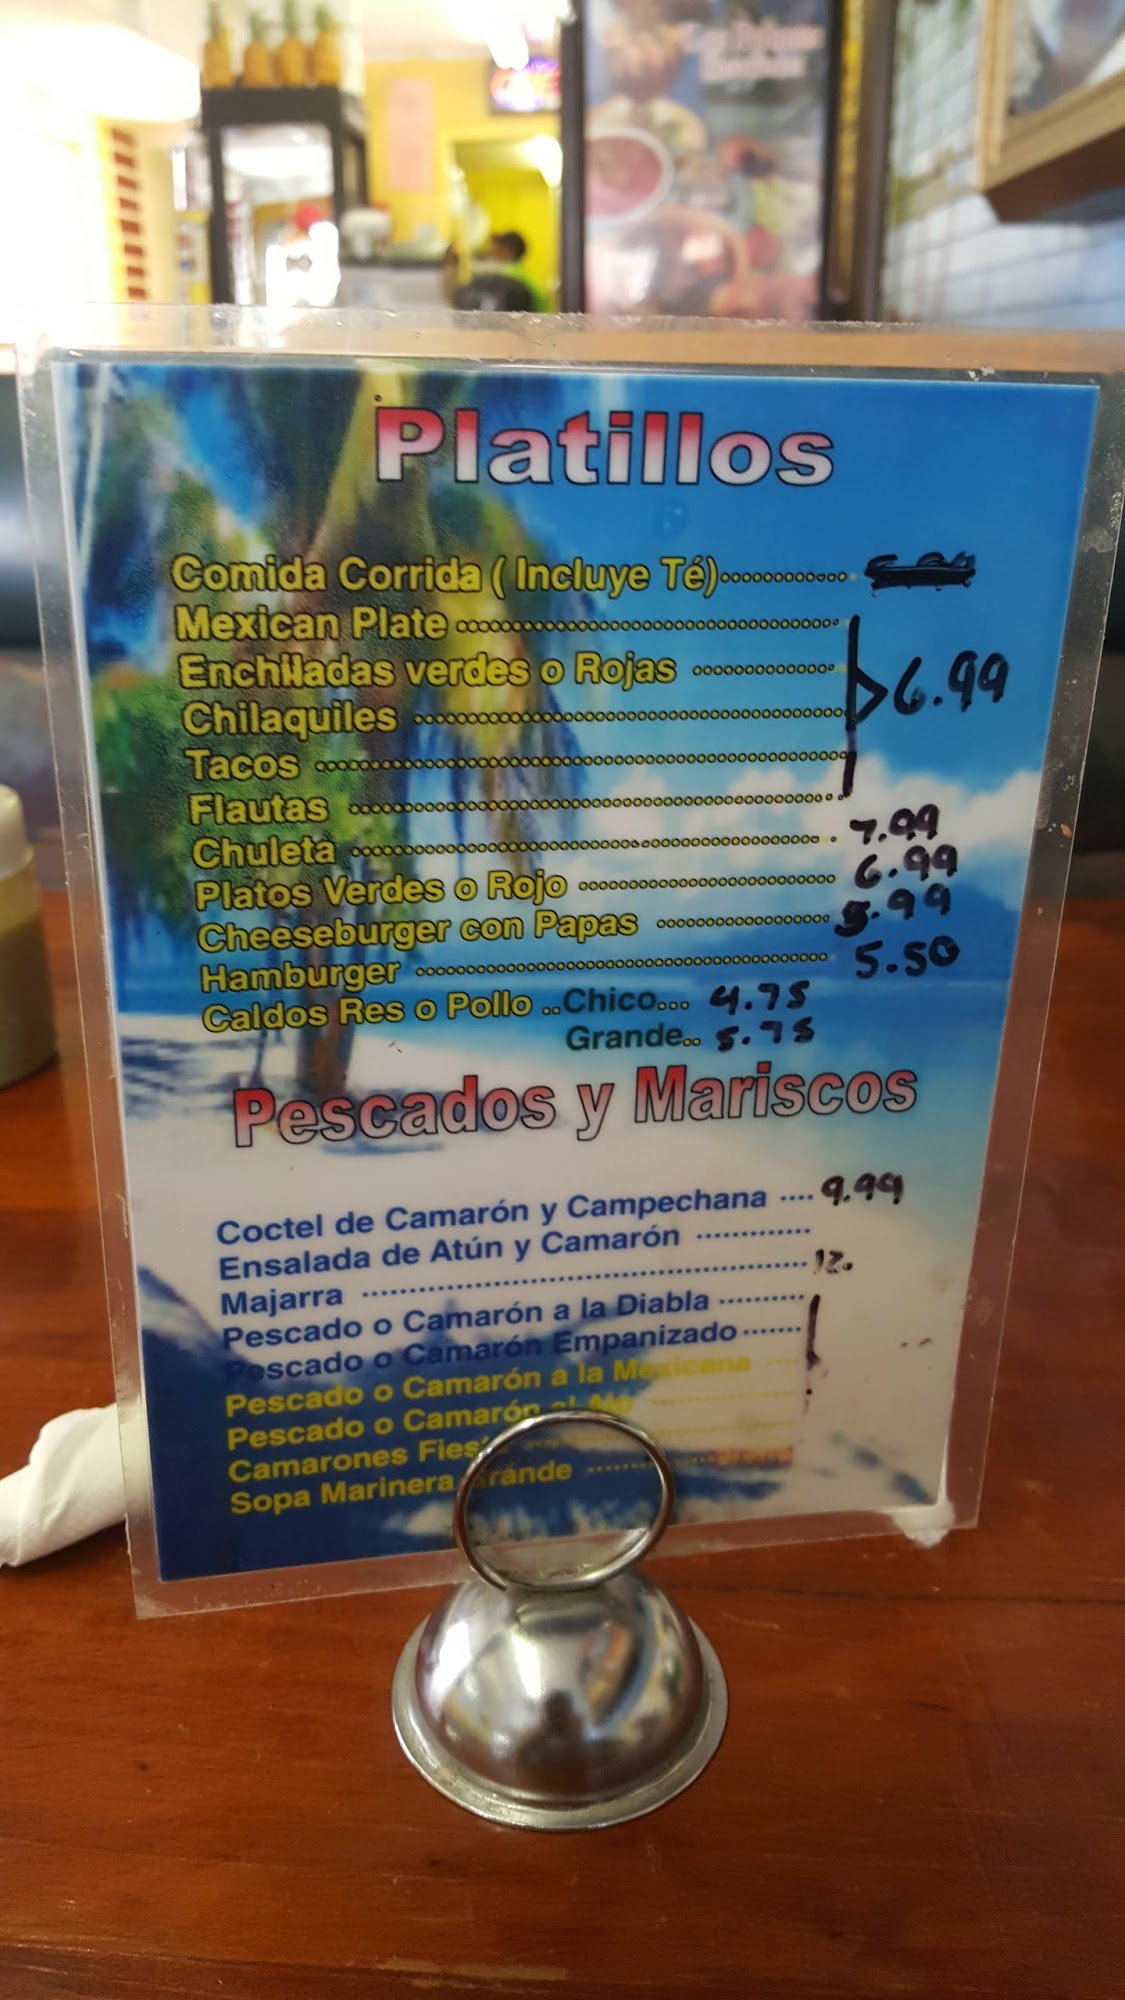 Platillos
Comida Corrida ( Incluye Té)
Mexican Plate
Enchiladas verdes o Rojas
Chilaquiles
6.99
Tacos
Flautas
Chuleta 7.99
Platos Verdes o Rojo 6.99
Cheeseburger con Papas 5.99
Hamburger 5.50
Caldos Res o Pollo ..Chico... 4.75
Grande.. 5.75
Pescados y Mariscos
Coctel de Camarón y Campechana .... 9.99
Ensalada de Atún y Camarón
Majarra 12.
Pescado o Camarón a la Diabla
Pescado o Camarón Empanizado
Pescado o Camarón a la Mexicana
Pescado o Camarón al
Camarones
Sopa Marinera Grande